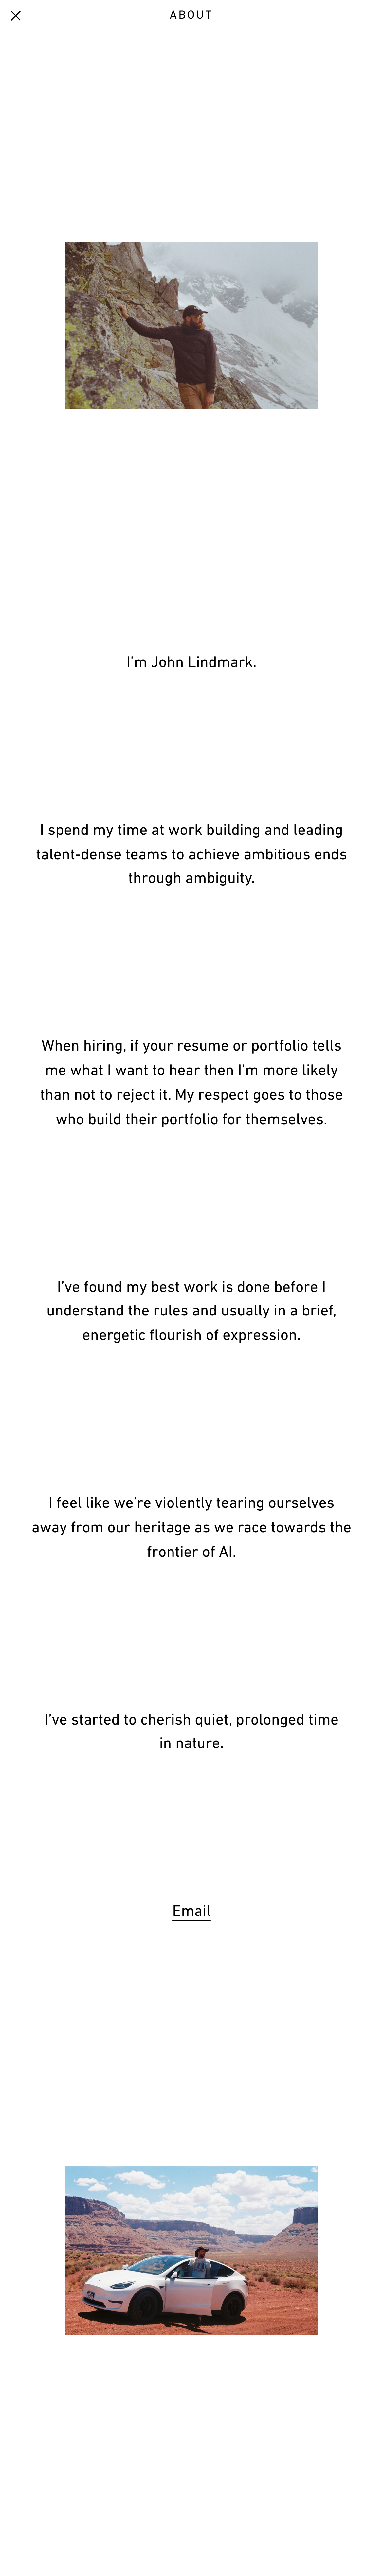 ABOUT
I’m John Lindmark.
I spend my time at work building and leading
talent-dense teams to achieve ambitious ends
through ambiguity.
When hiring, if your resume or portfolio tells
me what I want to hear then I’m more likely
than not to reject it. My respect goes to those
who build their portfolio for themselves.
I’ve found my best work is done before I
understand the rules and usually in a brief,
energetic flourish of expression.
I feel like we’re violently tearing ourselves
away from our heritage as we race towards the
frontier of AI.
I’ve started to cherish quiet, prolonged time
in nature.
Email